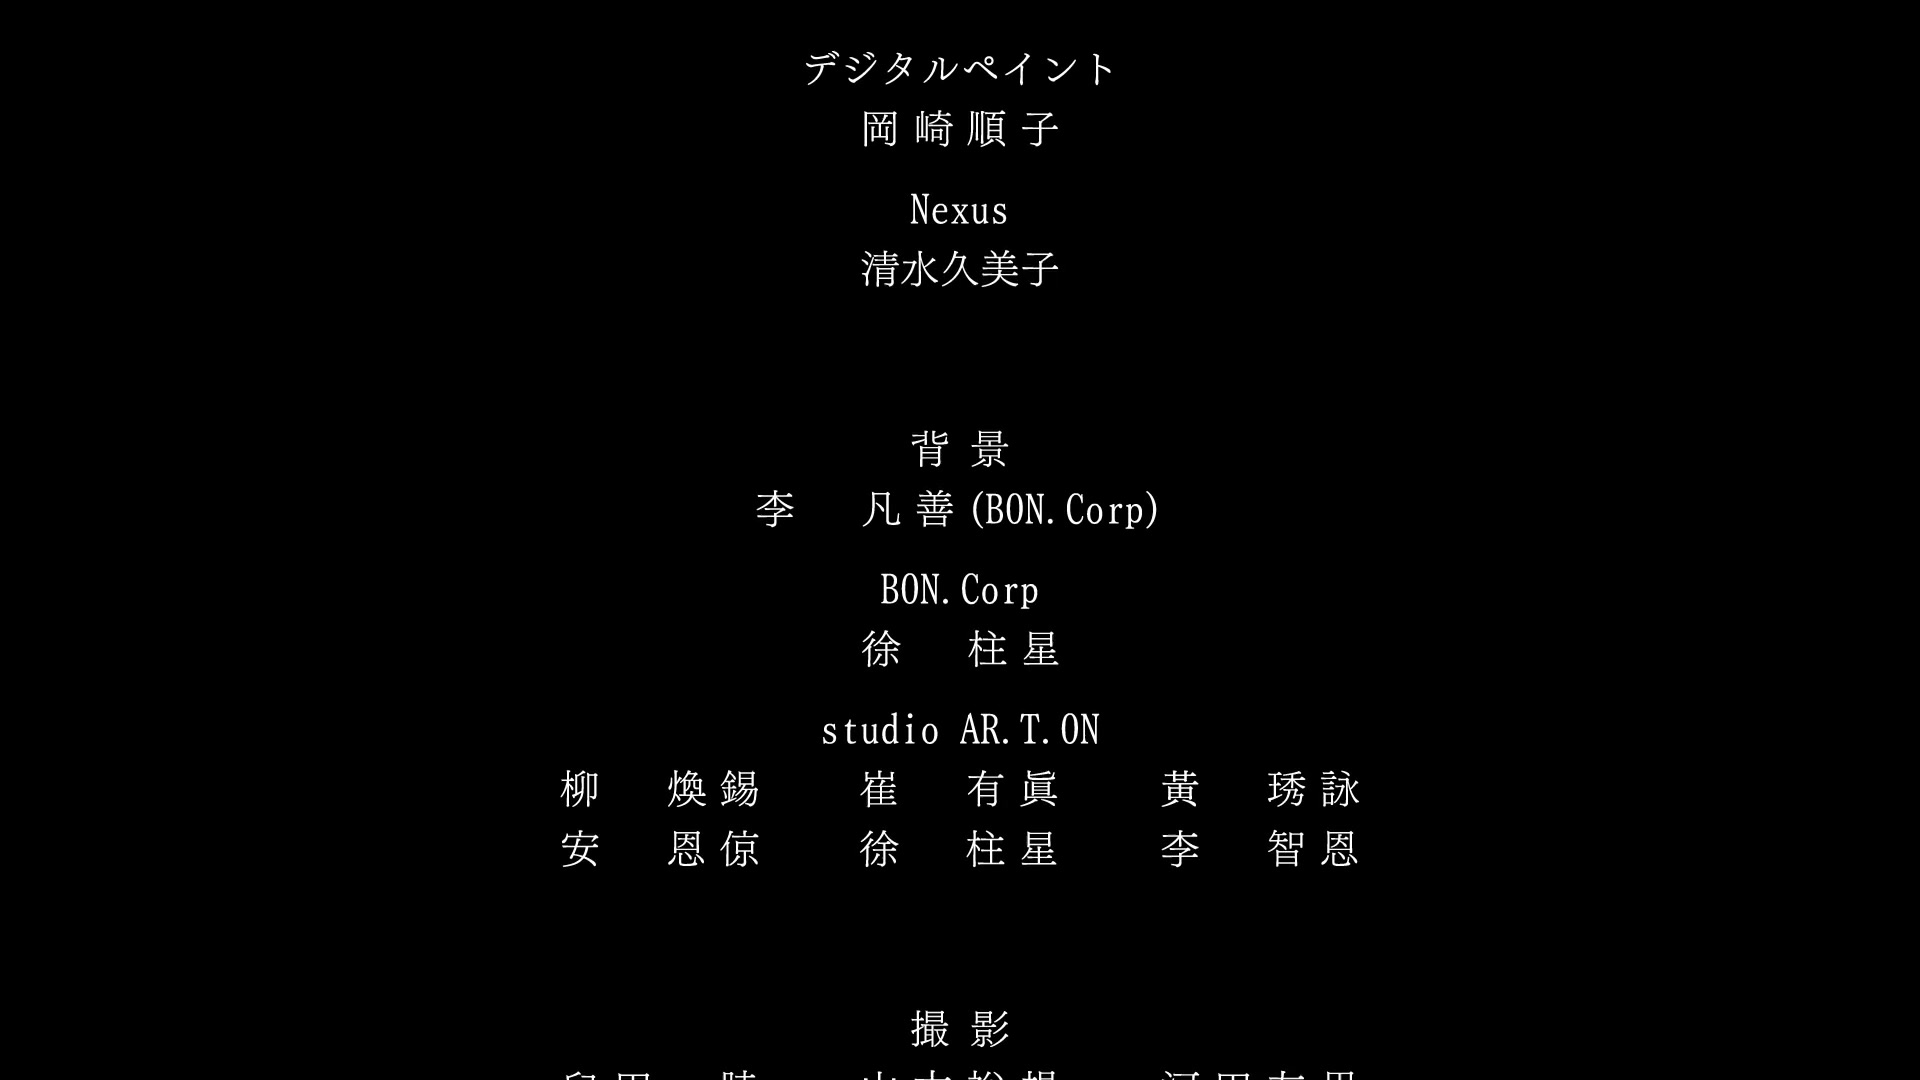 デジタルペイント
岡崎順子
Nexus
清水久美子
背景
李　凡善(BON.Corp)
BON.Corp
徐　柱星
studio AR.T.ON
柳　煥錫　崔　有眞　黃　琇詠
安　恩倞　徐　柱星　李　智恩
撮影